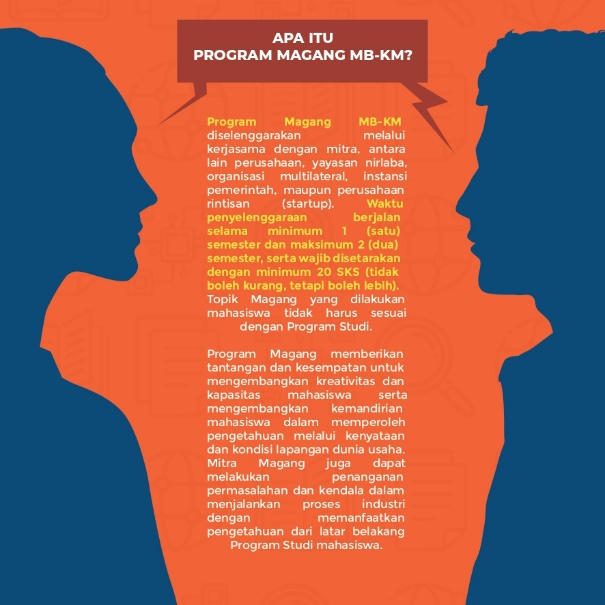 APA ITU
PROGRAM MAGANG MB-KM?
Program Magang MB-KM
diselenggarakan melalui
kerjasama dengan mitra, antara
lain perusahaan, yayasan nirlaba,
organisasi multilateral, instansi
pemerintah, maupun perusahaan
rintisan (startup). Waktu
penyelenggaraan berjalan
selama minimum 1 (satu)
semester dan maksimum 2 (dua)
semester, serta wajib disetarakan
dengan minimum 20 SKS (tidak
boleh kurang, tetapi boleh lebih).
Topik Magang yang dilakukan
mahasiswa tidak harus sesuai
dengan Program Studi.
Program Magang memberikan
tantangan dan kesempatan untuk
mengembangkan kreativitas dan
kapasitas mahasiswa serta
mengembangkan kemandirian
mahasiswa dalam memperoleh
pengetahuan melalui kenyataan
dan kondisi lapangan dunia usaha.
Mitra Magang juga dapat
melakukan penanganan
permasalahan dan kendala dalam
menjalankan proses industri
dengan memanfaatkan
pengetahuan dari latar belakang
Program Studi mahasiswa.